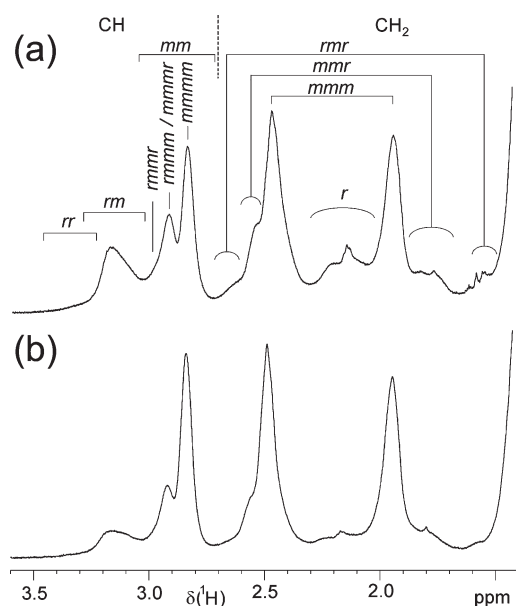 (a)
CH
CH₂
mm
rmr
mmr
mmm
rmmr
rmmm / mmmr
mmmm
rm
rr
r
(b)
3.5
3.0
2.5
2.0
ppm
δ(¹H)